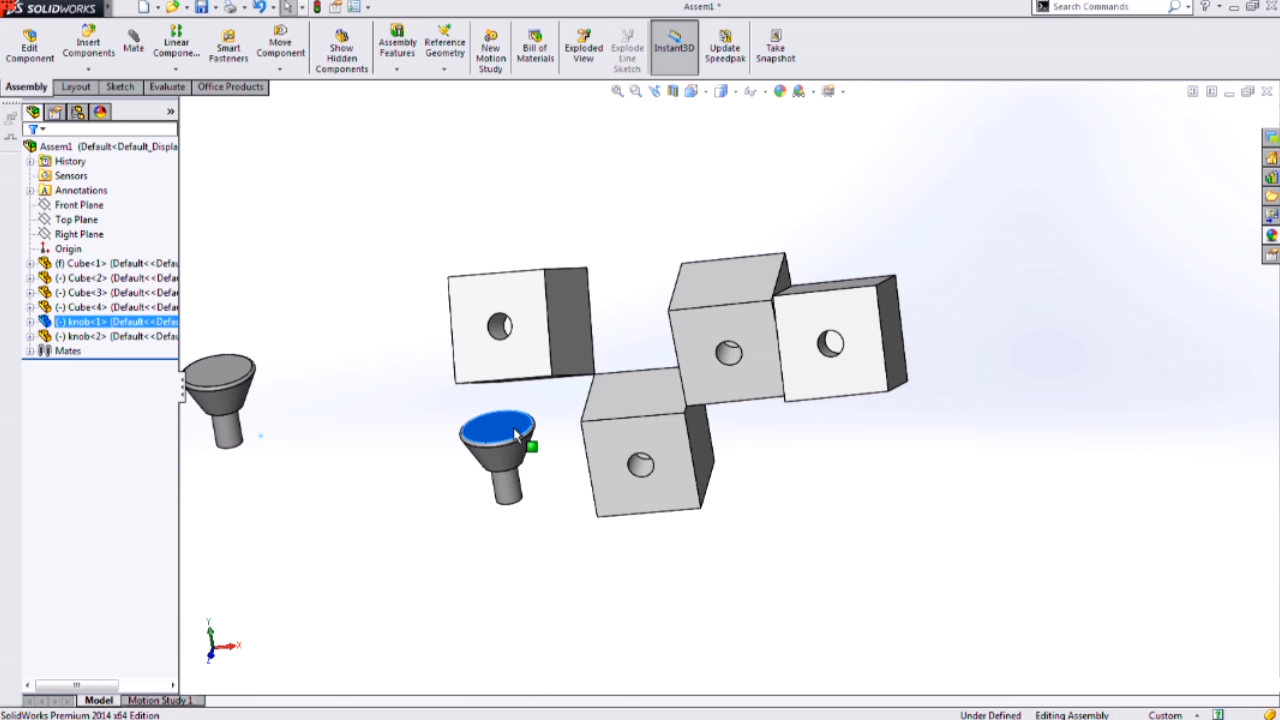 SOLIDWORKS
Assem1 *
Search Commands
Edit Component
Insert Components
Mate
Linear Compone...
Smart Fasteners
Move Component
Show Hidden Components
Assembly Features
Reference Geometry
New Motion Study
Bill of Materials
Exploded View
Explode Line Sketch
Instant3D
Update Speedpak
Take Snapshot
Assembly Layout Sketch Evaluate Office Products
Assem1 (Default<Default_Displa
History
Sensors
Annotations
Front Plane
Top Plane
Right Plane
Origin
(f) Cube<1> (Default<<Defau
(-) Cube<2> (Default<<Defa
(-) Cube<3> (Default<<Defa
(-) Cube<4> (Default<<Defa
(-) knob<1> (Default<<Defa
(-) knob<2> (Default<<Defau
Mates
Y
X
Z
Model Motion Study 1
SolidWorks Premium 2014 x64 Edition
Under Defined Editing Assembly Custom